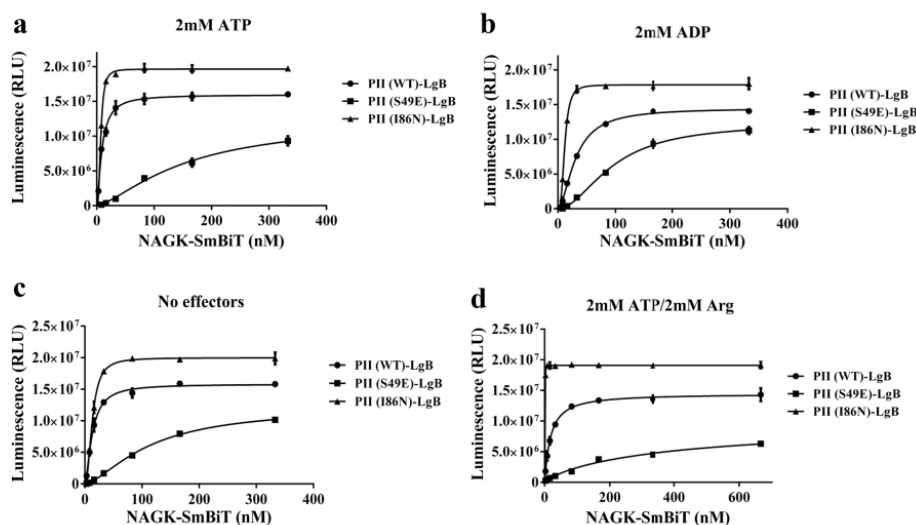 a
2mM ATP
Luminescence (RLU)
2.5×10⁷
2.0×10⁷
1.5×10⁷
1.0×10⁷
5.0×10⁶
0
0 100 200 300 400
NAGK-SmBiT (nM)
PII (WT)-LgB
PII (S49E)-LgB
PII (I86N)-LgB
b
2mM ADP
Luminescence (RLU)
2.0×10⁷
1.5×10⁷
1.0×10⁷
5.0×10⁶
0
0 100 200 300 400
NAGK-SmBiT (nM)
PII (WT)-LgB
PII (S49E)-LgB
PII (I86N)-LgB
c
No effectors
Luminescence (RLU)
2.5×10⁷
2.0×10⁷
1.5×10⁷
1.0×10⁷
5.0×10⁶
0
0 100 200 300 400
NAGK-SmBiT (nM)
PII (WT)-LgB
PII (S49E)-LgB
PII (I86N)-LgB
d
2mM ATP/2mM Arg
Luminescence (RLU)
2.5×10⁷
2.0×10⁷
1.5×10⁷
1.0×10⁷
5.0×10⁶
0
0 200 400 600
NAGK-SmBiT (nM)
PII (WT)-LgB
PII (S49E)-LgB
PII (I86N)-LgB